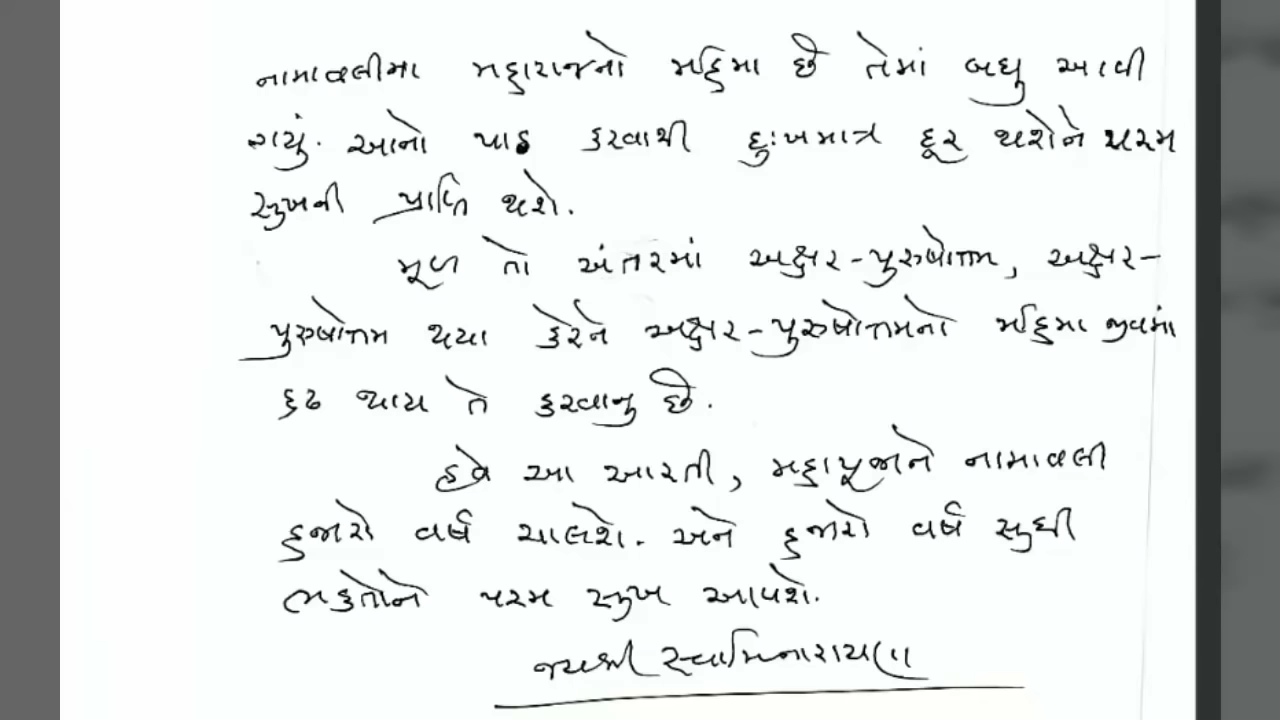 નામાવલીમા મહારાજનો મહિમા છે તેમાં બધુ આવી
ગયું. આનો પાઠ કરવાથી દુઃખમાત્ર દૂર થશેને પરમ
સુખની પ્રાપ્તિ થશે.
મૂળ તો અંતરમાં અક્ષર-પુરુષોત્તમ, અક્ષર-
પુરુષોત્તમ થયા કરેને અક્ષર-પુરુષોત્તમનો મહિમા જીવમાં
દ્રઢ થાય તે કરવાનુ છે.
હવે આ આરતી, મહાપૂજાને નામાવલી
હજારો વર્ષ ચાલશે. અને હજારો વર્ષ સુધી
ભક્તોને પરમ સુખ આપશે.
જયશ્રી સ્વામિનારાયણ॥